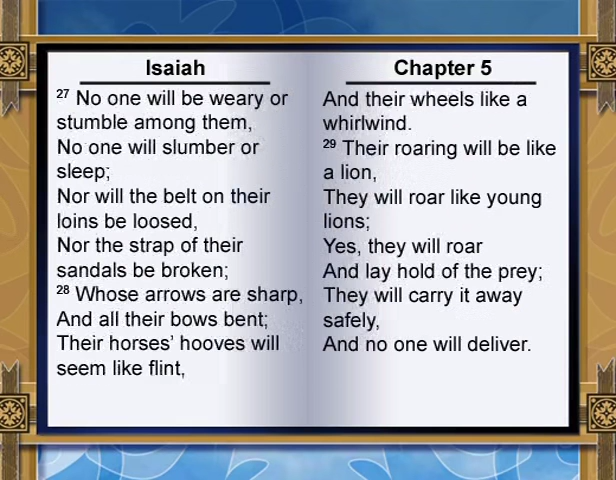 Isaiah
27 No one will be weary or
stumble among them,
No one will slumber or
sleep;
Nor will the belt on their
loins be loosed,
Nor the strap of their
sandals be broken;
28 Whose arrows are sharp,
And all their bows bent;
Their horses’ hooves will
seem like flint,
Chapter 5
And their wheels like a
whirlwind.
29 Their roaring will be like
a lion,
They will roar like young
lions;
Yes, they will roar
And lay hold of the prey;
They will carry it away
safely,
And no one will deliver.